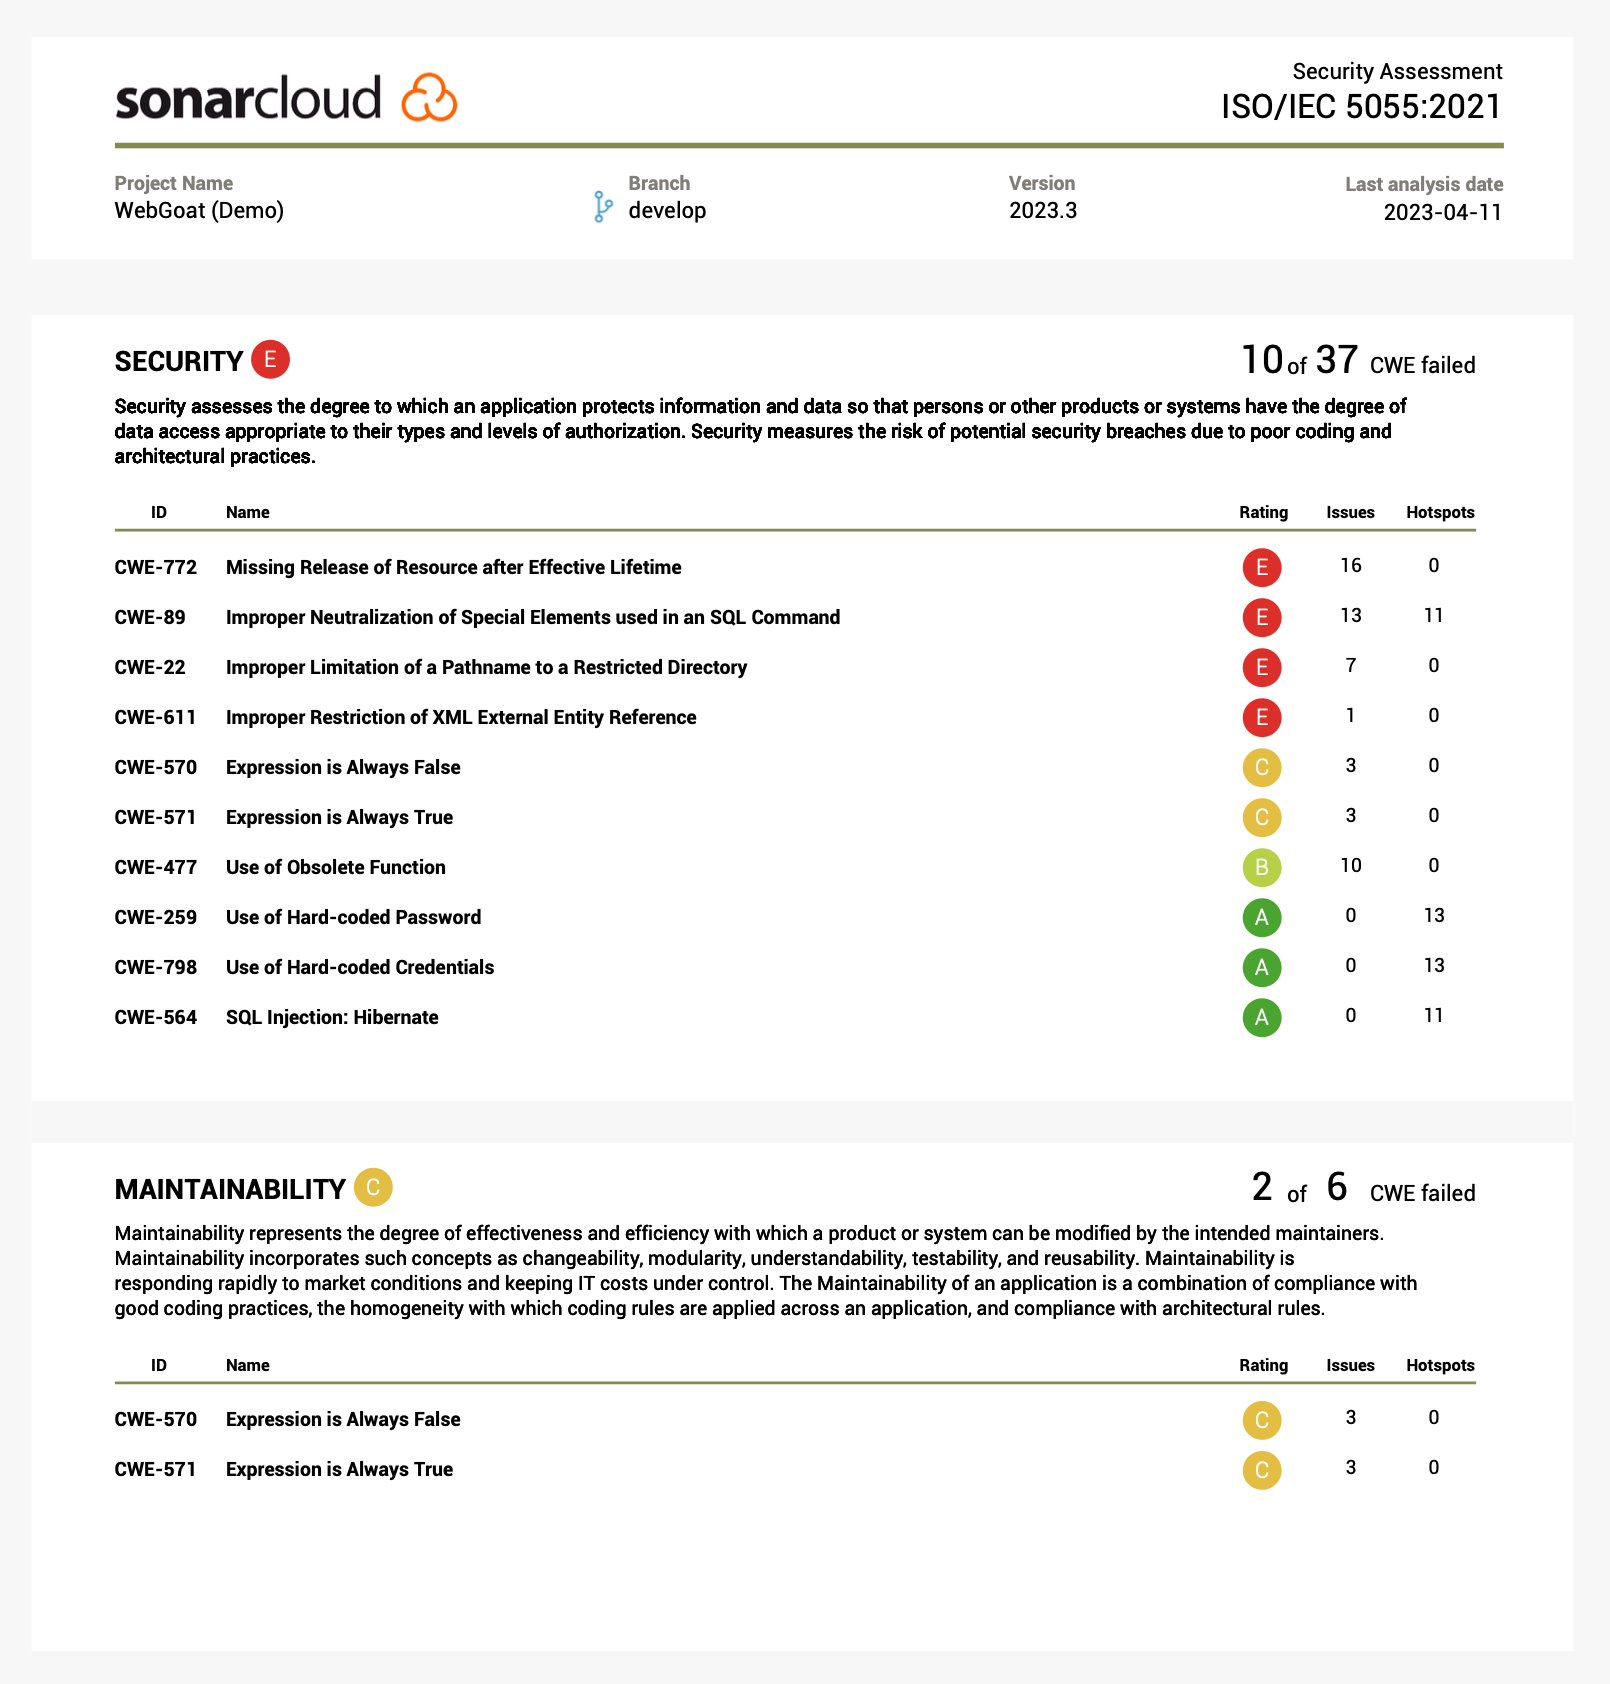 sonarcloud
Security Assessment
ISO/IEC 5055:2021
Project Name Branch Version Last analysis date
WebGoat (Demo) develop 2023.3 2023-04-11
SECURITY E 10 of 37 CWE failed
Security assesses the degree to which an application protects information and data so that persons or other products or systems have the degree of
data access appropriate to their types and levels of authorization. Security measures the risk of potential security breaches due to poor coding and
architectural practices.
ID Name Rating Issues Hotspots
CWE-772 Missing Release of Resource after Effective Lifetime E 16 0
CWE-89 Improper Neutralization of Special Elements used in an SQL Command E 13 11
CWE-22 Improper Limitation of a Pathname to a Restricted Directory E 7 0
CWE-611 Improper Restriction of XML External Entity Reference E 1 0
CWE-570 Expression is Always False C 3 0
CWE-571 Expression is Always True C 3 0
CWE-477 Use of Obsolete Function B 10 0
CWE-259 Use of Hard-coded Password A 0 13
CWE-798 Use of Hard-coded Credentials A 0 13
CWE-564 SQL Injection: Hibernate A 0 11
MAINTAINABILITY C 2 of 6 CWE failed
Maintainability represents the degree of effectiveness and efficiency with which a product or system can be modified by the intended maintainers.
Maintainability incorporates such concepts as changeability, modularity, understandability, testability, and reusability. Maintainability is
responding rapidly to market conditions and keeping IT costs under control. The Maintainability of an application is a combination of compliance with
good coding practices, the homogeneity with which coding rules are applied across an application, and compliance with architectural rules.
ID Name Rating Issues Hotspots
CWE-570 Expression is Always False C 3 0
CWE-571 Expression is Always True C 3 0